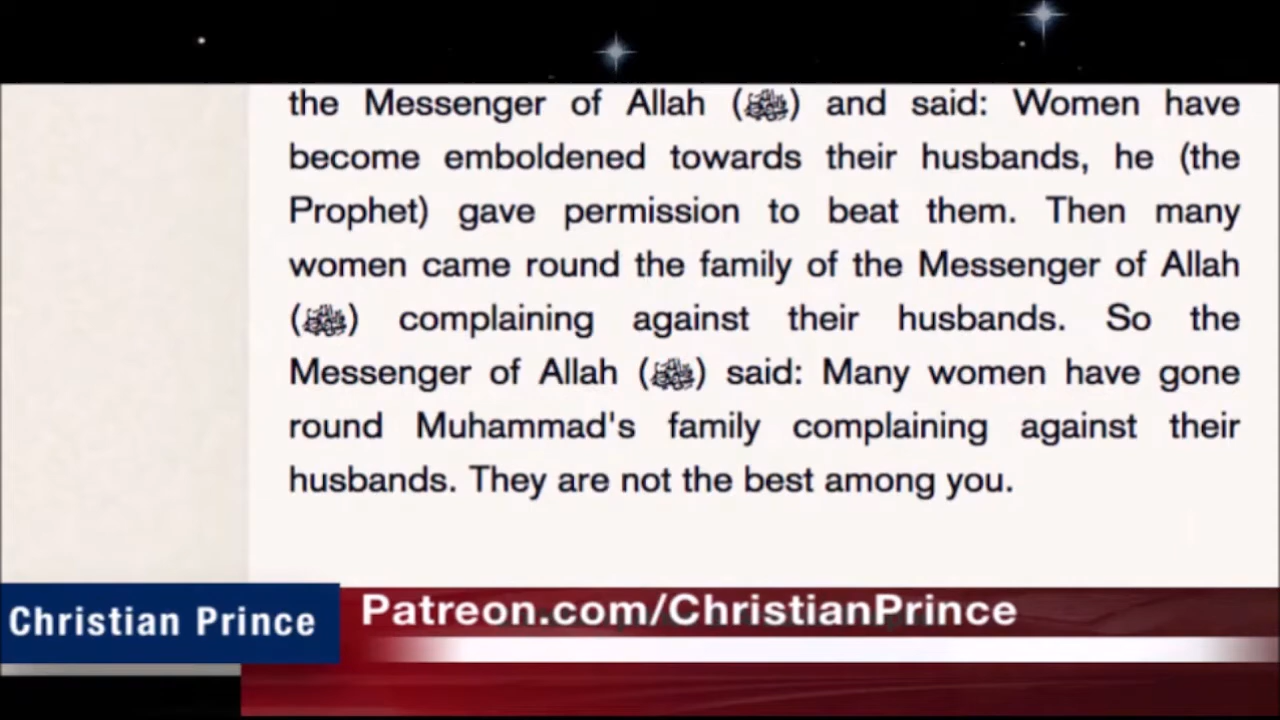 the Messenger of Allah (ﷺ) and said: Women have
become emboldened towards their husbands, he (the
Prophet) gave permission to beat them. Then many
women came round the family of the Messenger of Allah
(ﷺ) complaining against their husbands. So the
Messenger of Allah (ﷺ) said: Many women have gone
round Muhammad's family complaining against their
husbands. They are not the best among you.
Christian Prince
Patreon.com/ChristianPrince